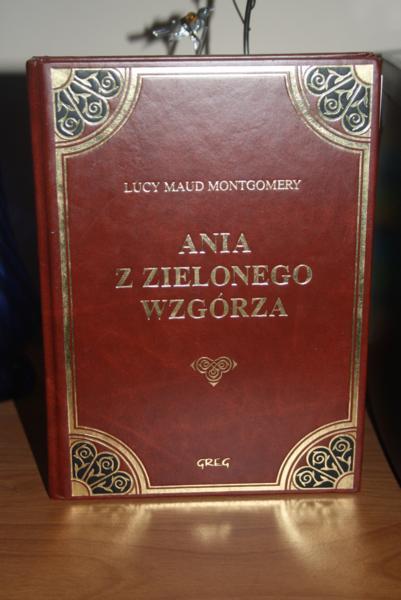 LUCY MAUD MONTGOMERY
ANIA
Z ZIELONEGO
WZGÓRZA
GREG